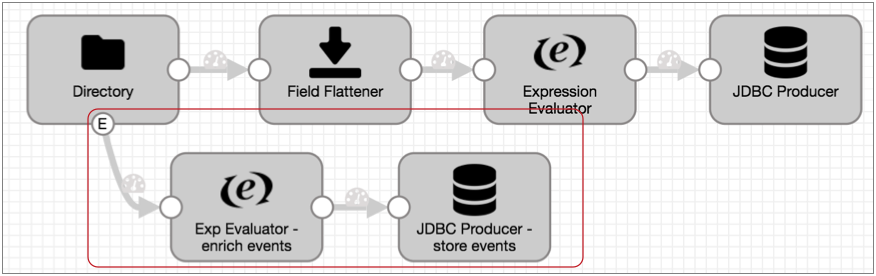 Directory
Field Flattener
Expression
Evaluator
JDBC Producer
E
e
e
Exp Evaluator -
enrich events
JDBC Producer -
store events